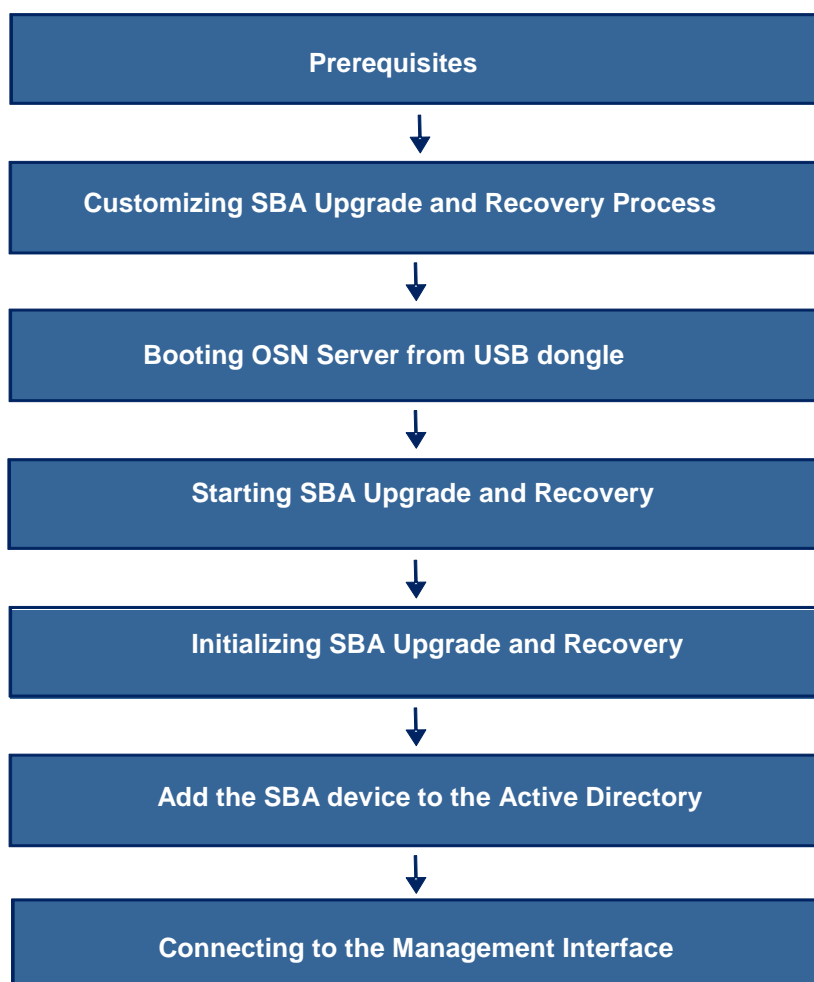 Prerequisites
Customizing SBA Upgrade and Recovery Process
Booting OSN Server from USB dongle
Starting SBA Upgrade and Recovery
Initializing SBA Upgrade and Recovery
Add the SBA device to the Active Directory
Connecting to the Management Interface